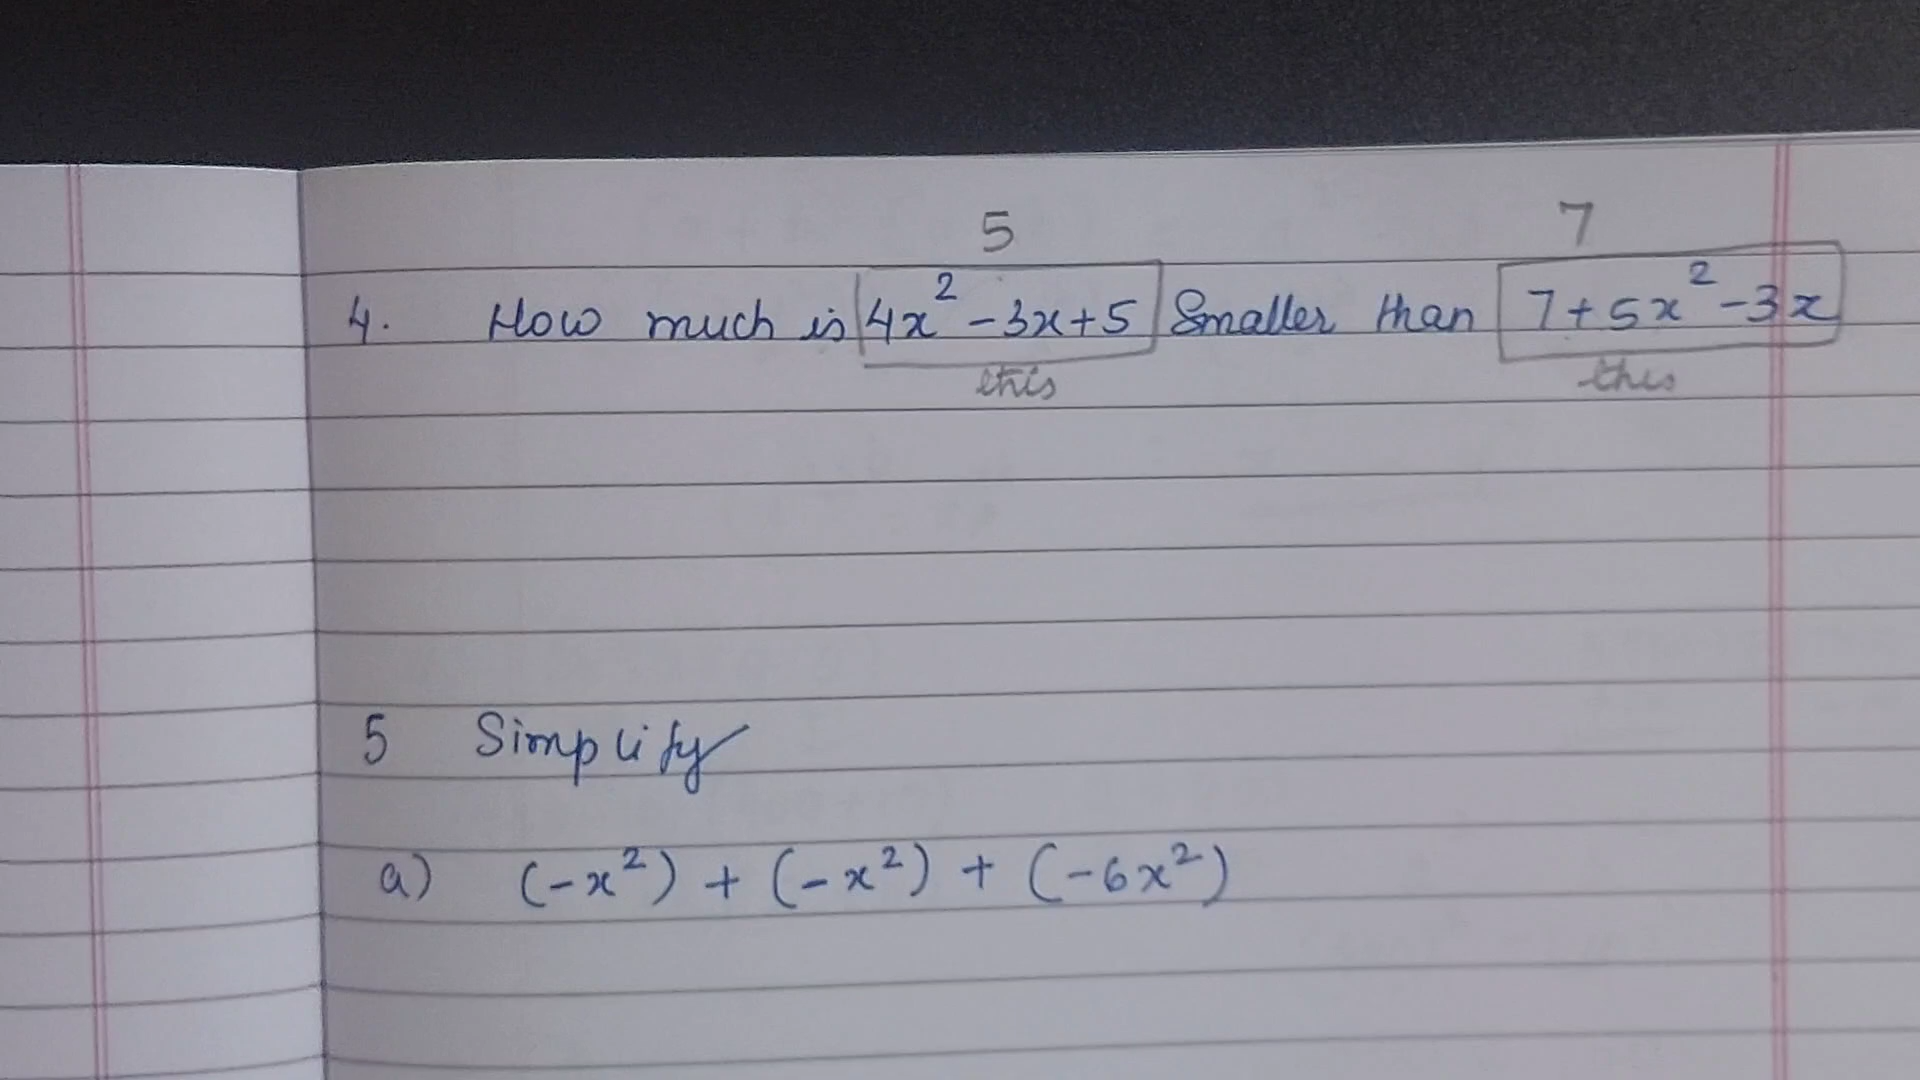 5 7
4. How much is 4x² - 3x + 5 Smaller than 7 + 5x² - 3x
this this
5 Simplify
a) (-x²) + (-x²) + (-6x²)